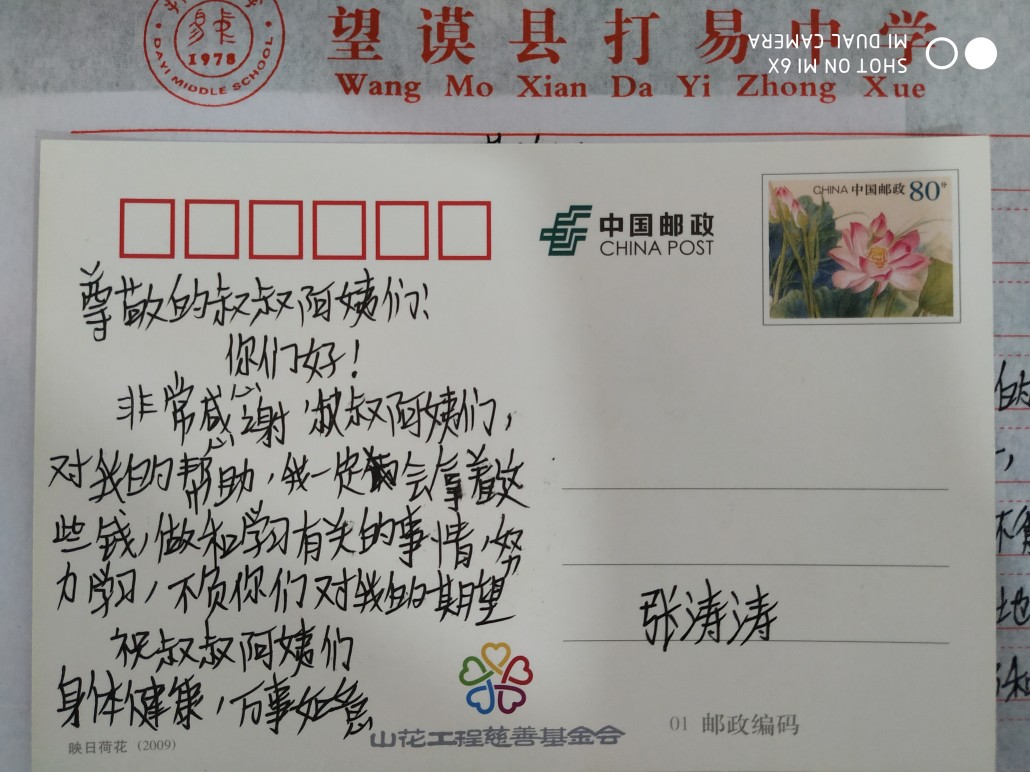 易中
1978
DAYI MIDDLE SCHOOL
望谟县打易中学
Wang Mo Xian Da Yi Zhong Xue
SHOT ON MI 6X
MI DUAL CAMERA
中国邮政
CHINA POST
CHINA 中国邮政 80分
尊敬的叔叔阿姨们:
你们好!
非常感谢,叔叔阿姨们,
对我的帮助,我一定会拿着这
些钱,做和学习有关的事情,努
力学习,不负你们对我的期望
祝叔叔阿姨们
身体健康,万事如意
张涛涛
映日荷花 (2009)
山花工程慈善基金会
01 邮政编码
的